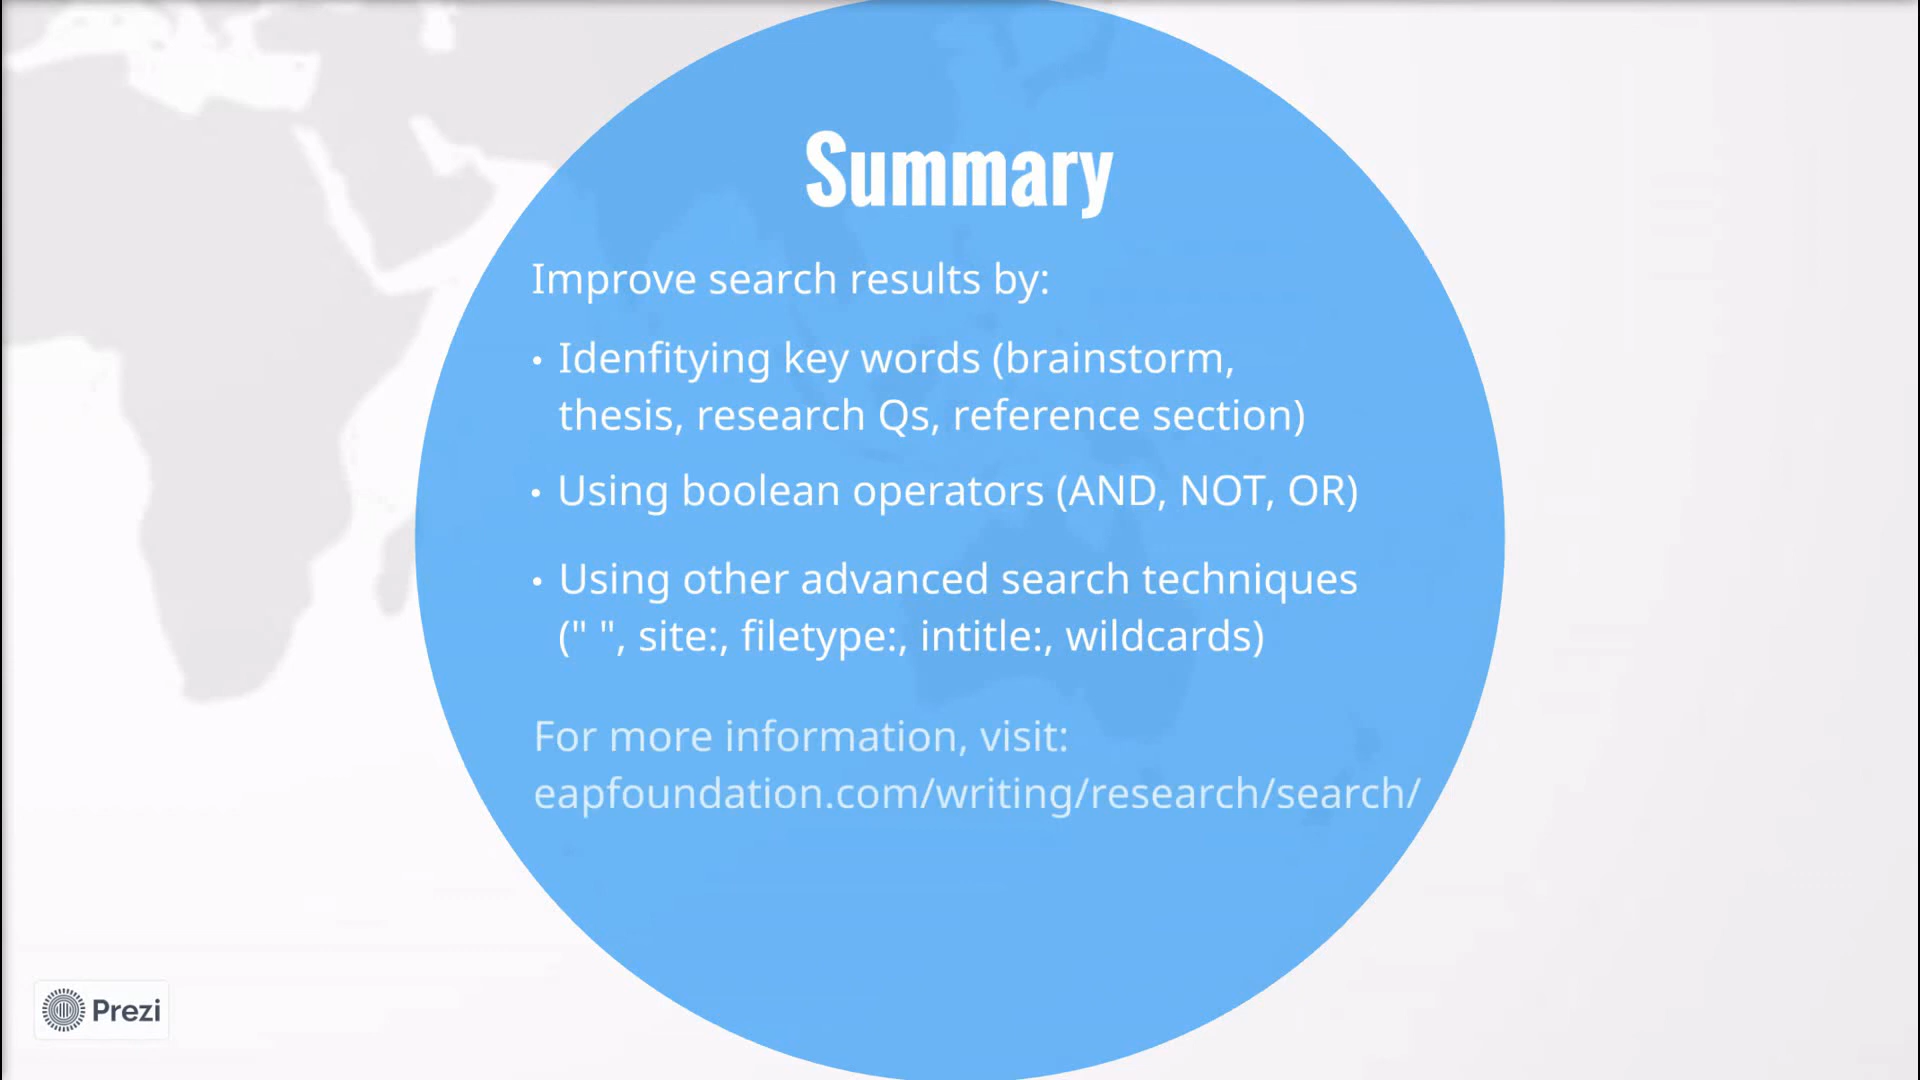 Summary
Improve search results by:
• Idenfitying key words (brainstorm,
thesis, research Qs, reference section)
• Using boolean operators (AND, NOT, OR)
• Using other advanced search techniques
(" ", site:, filetype:, intitle:, wildcards)
For more information, visit:
eapfoundation.com/writing/research/search/
Prezi